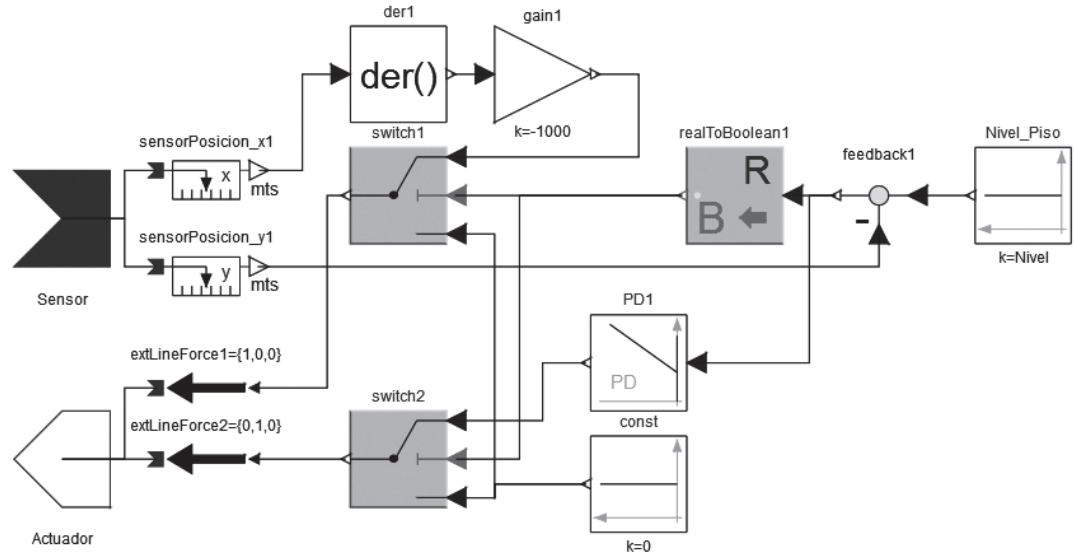 der1
gain1
der()
k=-1000
sensorPosicion_x1
switch1
realToBoolean1
Nivel_Piso
feedback1
x
mts
R
B
-
sensorPosicion_y1
y
mts
k=Nivel
Sensor
PD1
extLineForce1={1,0,0}
PD
switch2
const
extLineForce2={0,1,0}
Actuador
k=0